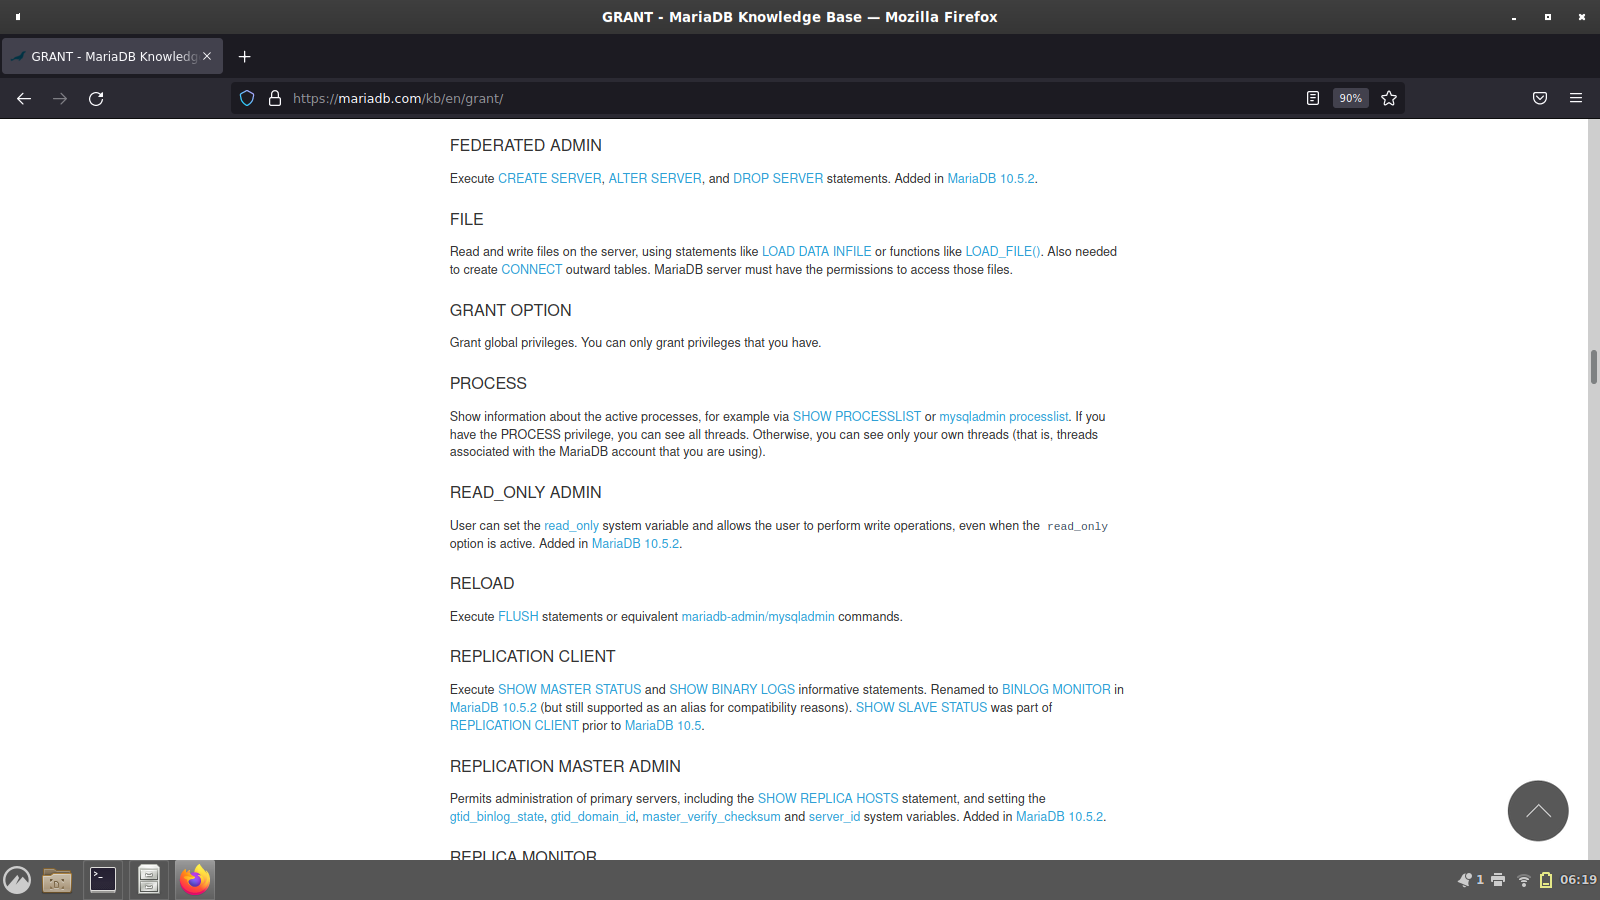 GRANT - MariaDB Knowledge Base — Mozilla Firefox
GRANT - MariaDB Knowledg
https://mariadb.com/kb/en/grant/
90%
FEDERATED ADMIN
Execute CREATE SERVER, ALTER SERVER, and DROP SERVER statements. Added in MariaDB 10.5.2.
FILE
Read and write files on the server, using statements like LOAD DATA INFILE or functions like LOAD_FILE(). Also needed
to create CONNECT outward tables. MariaDB server must have the permissions to access those files.
GRANT OPTION
Grant global privileges. You can only grant privileges that you have.
PROCESS
Show information about the active processes, for example via SHOW PROCESSLIST or mysqladmin processlist. If you
have the PROCESS privilege, you can see all threads. Otherwise, you can see only your own threads (that is, threads
associated with the MariaDB account that you are using).
READ_ONLY ADMIN
User can set the read_only system variable and allows the user to perform write operations, even when the read_only
option is active. Added in MariaDB 10.5.2.
RELOAD
Execute FLUSH statements or equivalent mariadb-admin/mysqladmin commands.
REPLICATION CLIENT
Execute SHOW MASTER STATUS and SHOW BINARY LOGS informative statements. Renamed to BINLOG MONITOR in
MariaDB 10.5.2 (but still supported as an alias for compatibility reasons). SHOW SLAVE STATUS was part of
REPLICATION CLIENT prior to MariaDB 10.5.
REPLICATION MASTER ADMIN
Permits administration of primary servers, including the SHOW REPLICA HOSTS statement, and setting the
gtid_binlog_state, gtid_domain_id, master_verify_checksum and server_id system variables. Added in MariaDB 10.5.2.
REPLICA MONITOR
1
06:19